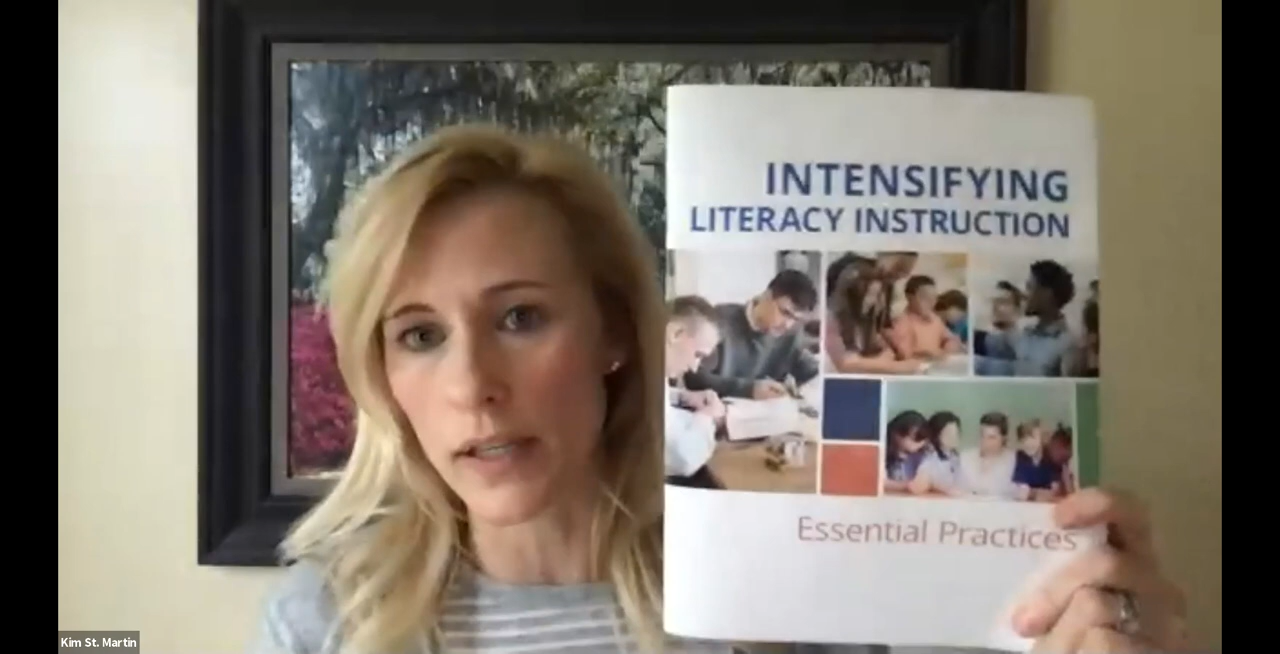 INTENSIFYING
LITERACY INSTRUCTION
Essential Practices
Kim St. Martin